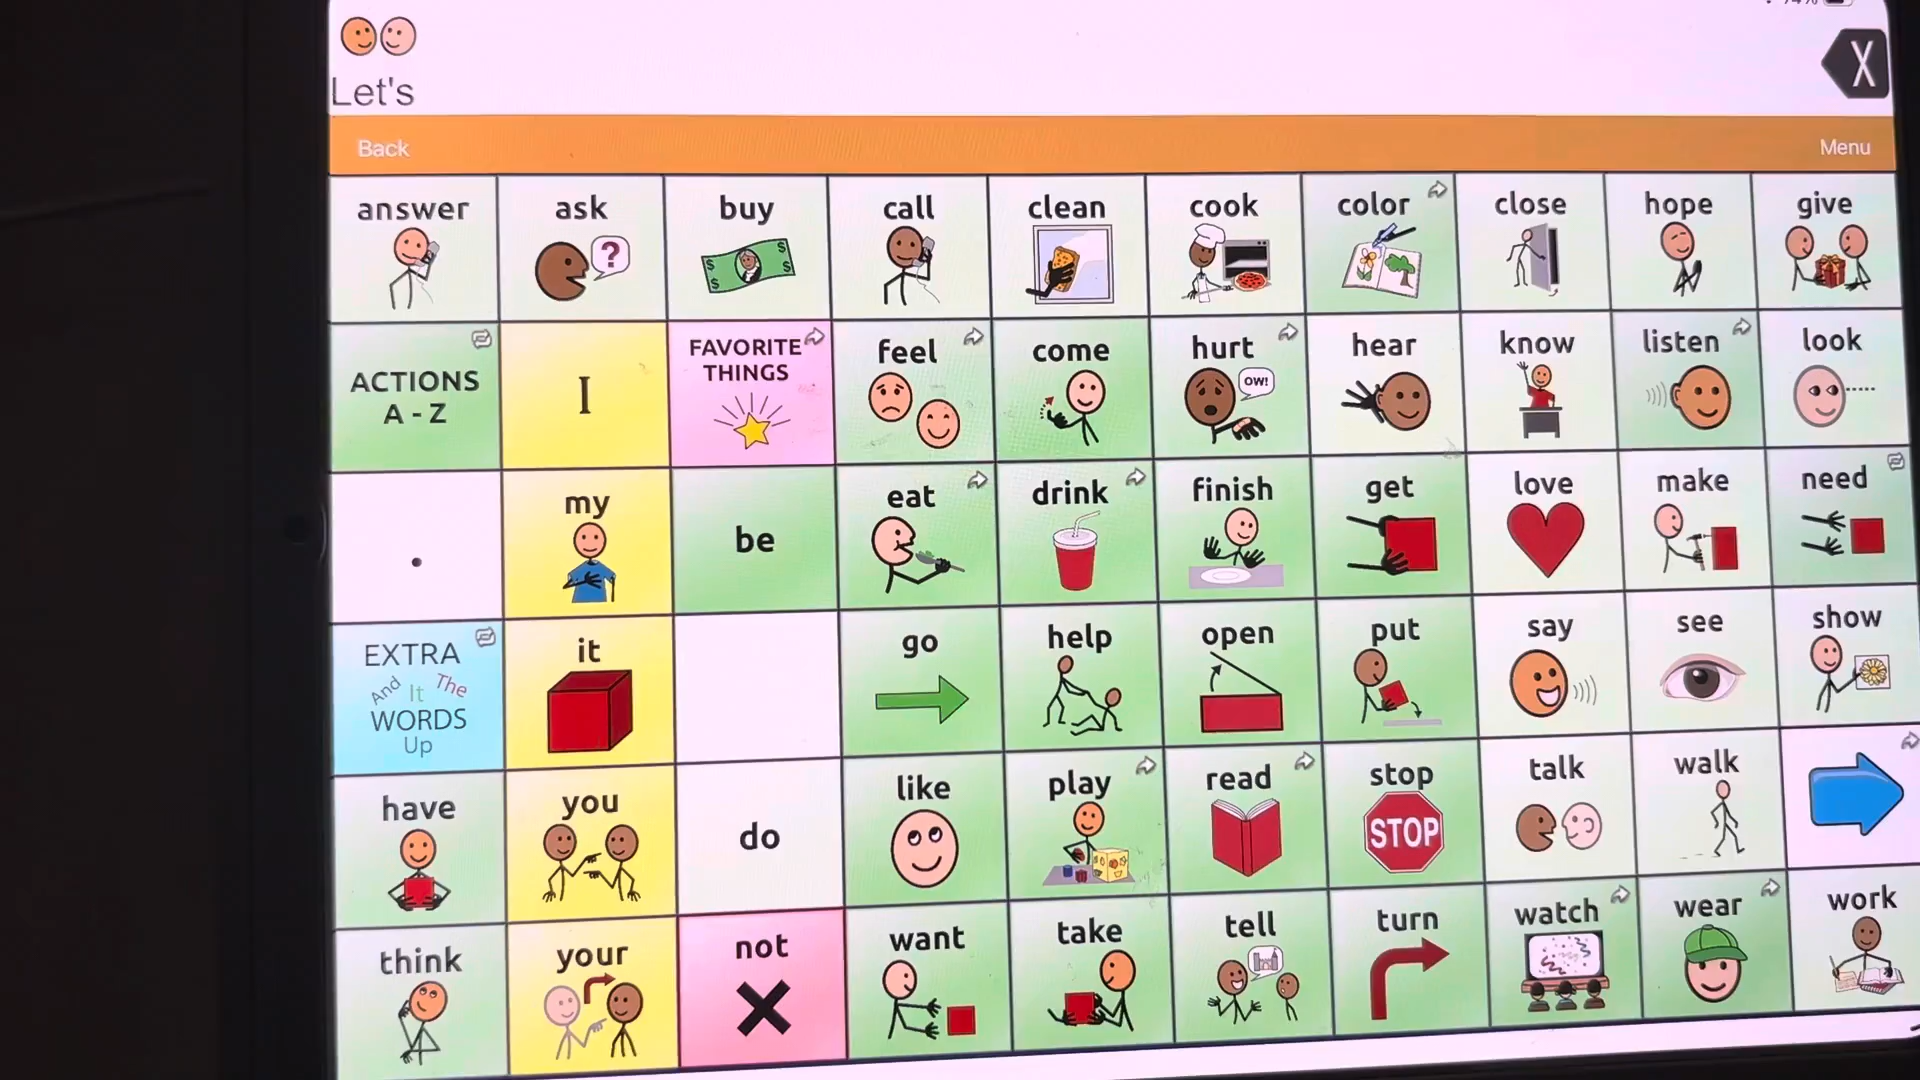 Let's
X
Back
Menu
answer
ask
?
buy
$
$
$
$
call
clean
cook
color
close
hope
give
ACTIONS
A - Z
I
FAVORITE
THINGS
feel
come
hurt
OW!
hear
know
listen
look
.
my
be
eat
drink
finish
get
love
make
need
EXTRA
And It The
WORDS
Up
it
go
help
open
put
say
see
show
have
you
do
like
play
read
stop
STOP
talk
walk
think
your
not
want
take
tell
turn
watch
wear
work